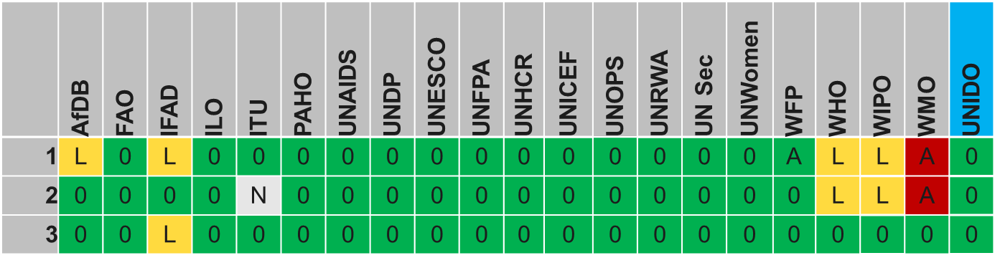 AfDB FAO IFAD ILO ITU PAHO UNAIDS UNDP UNESCO UNFPA UNHCR UNICEF UNOPS UNRWA UN Sec UNWomen WFP WHO WIPO WMO UNIDO
1 L 0 L 0 0 0 0 0 0 0 0 0 0 0 0 0 A L L A 0
2 0 0 0 0 N 0 0 0 0 0 0 0 0 0 0 0 0 L L A 0
3 0 0 L 0 0 0 0 0 0 0 0 0 0 0 0 0 0 0 0 0 0